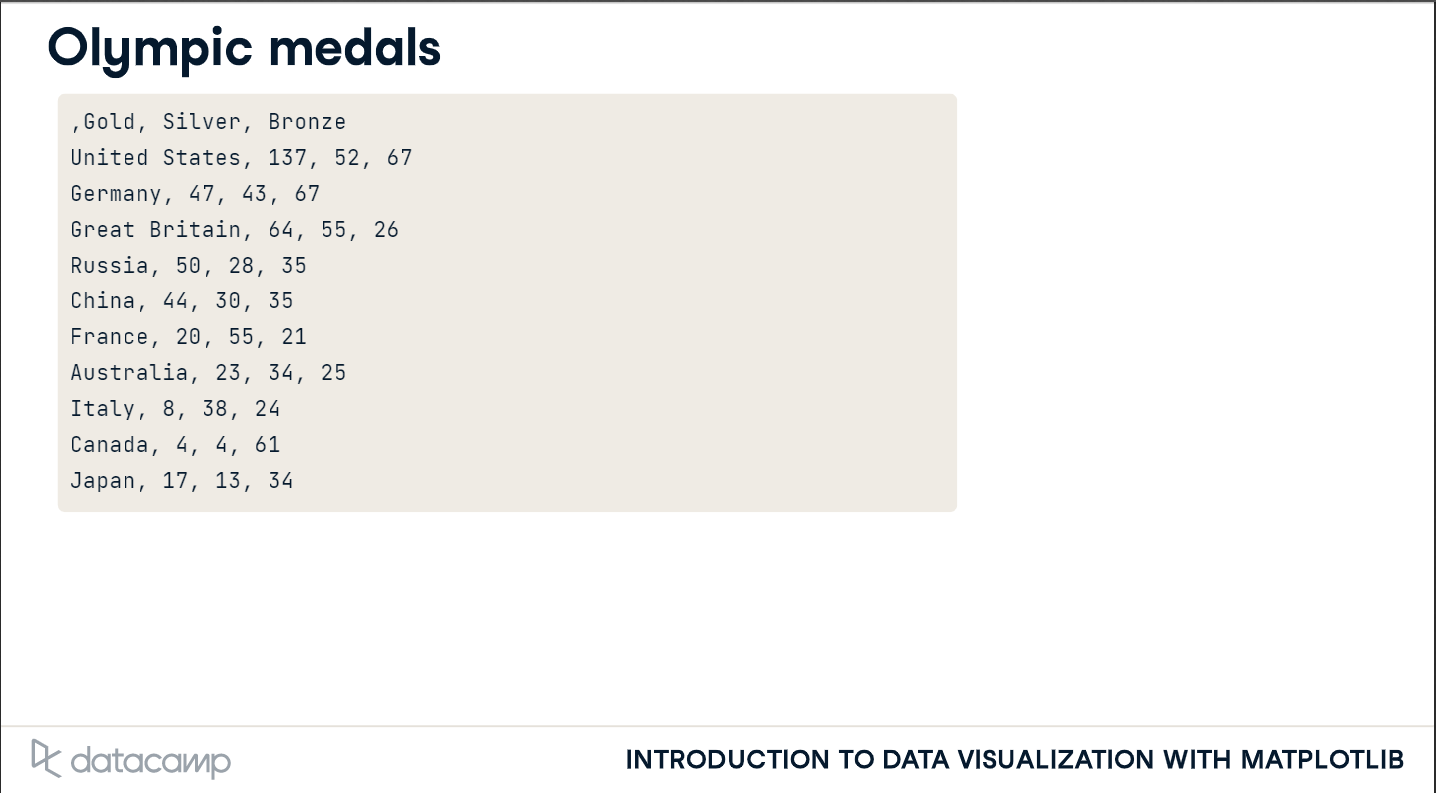 Olympic medals
,Gold, Silver, Bronze
United States, 137, 52, 67
Germany, 47, 43, 67
Great Britain, 64, 55, 26
Russia, 50, 28, 35
China, 44, 30, 35
France, 20, 55, 21
Australia, 23, 34, 25
Italy, 8, 38, 24
Canada, 4, 4, 61
Japan, 17, 13, 34
datacamp
INTRODUCTION TO DATA VISUALIZATION WITH MATPLOTLIB